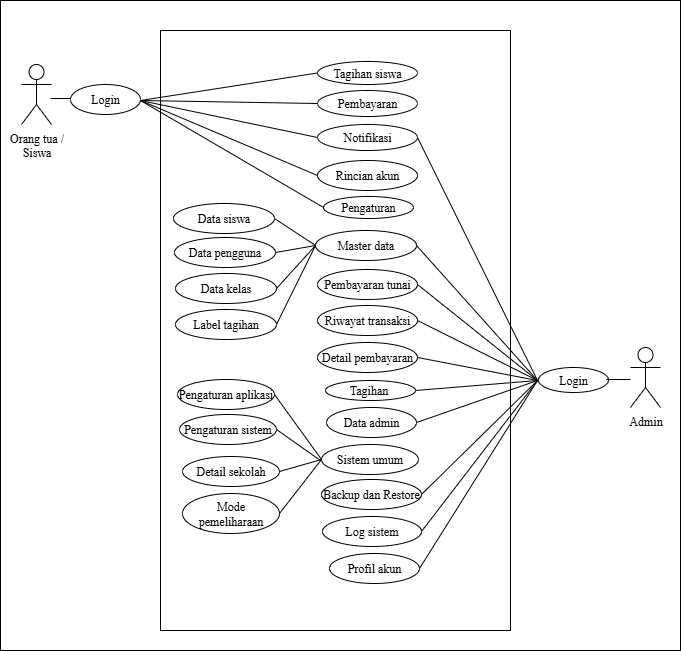 Tagihan siswa
Login
Pembayaran
Orang tua /
Siswa
Notifikasi
Rincian akun
Pengaturan
Data siswa
Master data
Data pengguna
Pembayaran tunai
Data kelas
Riwayat transaksi
Label tagihan
Detail pembayaran
Login
Admin
Tagihan
Pengaturan aplikasi
Data admin
Pengaturan sistem
Sistem umum
Detail sekolah
Backup dan Restore
Mode
pemeliharaan
Log sistem
Profil akun